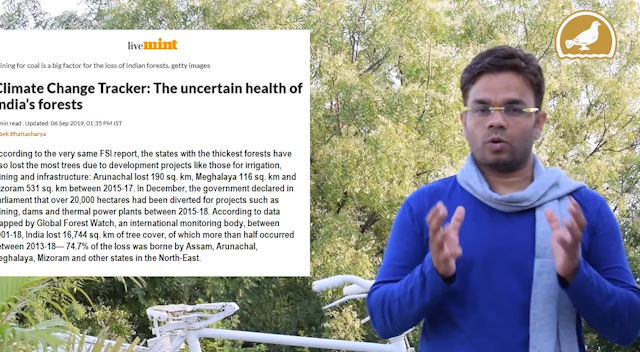 livemint
ining for coal is a big factor for the loss of Indian forests. getty images
Climate Change Tracker: The uncertain health of
ndia's forests
min read . Updated: 06 Sep 2019, 01:35 PM IST
bek Bhattacharya
ccording to the very same FSI report, the states with the thickest forests have
so lost the most trees due to development projects like those for irrigation,
ining and infrastructure: Arunachal lost 190 sq. km, Meghalaya 116 sq. km and
izoram 531 sq. km between 2015-17. In December, the government declared in
arliament that over 20,000 hectares had been diverted for projects such as
ining, dams and thermal power plants between 2015-18. According to data
apped by Global Forest Watch, an international monitoring body, between
001-18, India lost 16,744 sq. km of tree cover, of which more than half occurred
etween 2013-18— 74.7% of the loss was borne by Assam, Arunachal,
eghalaya, Mizoram and other states in the North-East.